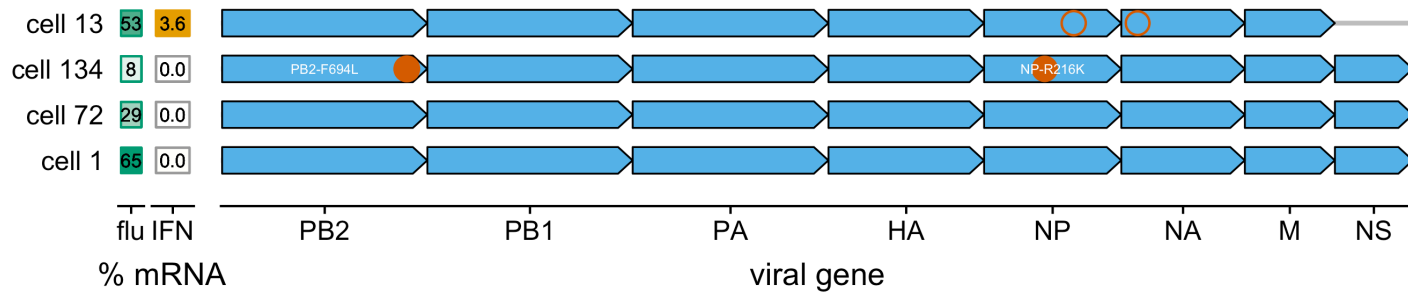 cell 13 53 3.6
cell 134 8 0.0 PB2-F694L NP-R216K
cell 72 29 0.0
cell 1 65 0.0
flu IFN PB2 PB1 PA HA NP NA M NS
% mRNA viral gene